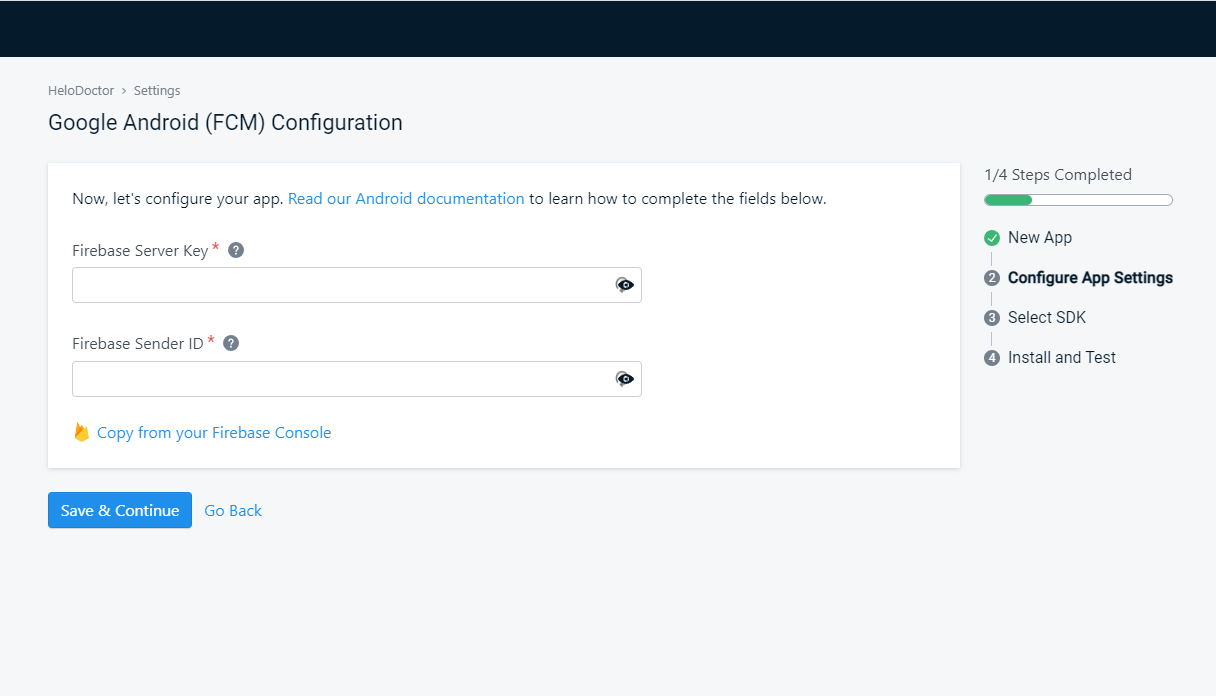 HeloDoctor › Settings
Google Android (FCM) Configuration
Now, let's configure your app. Read our Android documentation to learn how to complete the fields below.
Firebase Server Key * ?
Firebase Sender ID * ?
Copy from your Firebase Console
Save & Continue Go Back
1/4 Steps Completed
New App
2 Configure App Settings
3 Select SDK
4 Install and Test